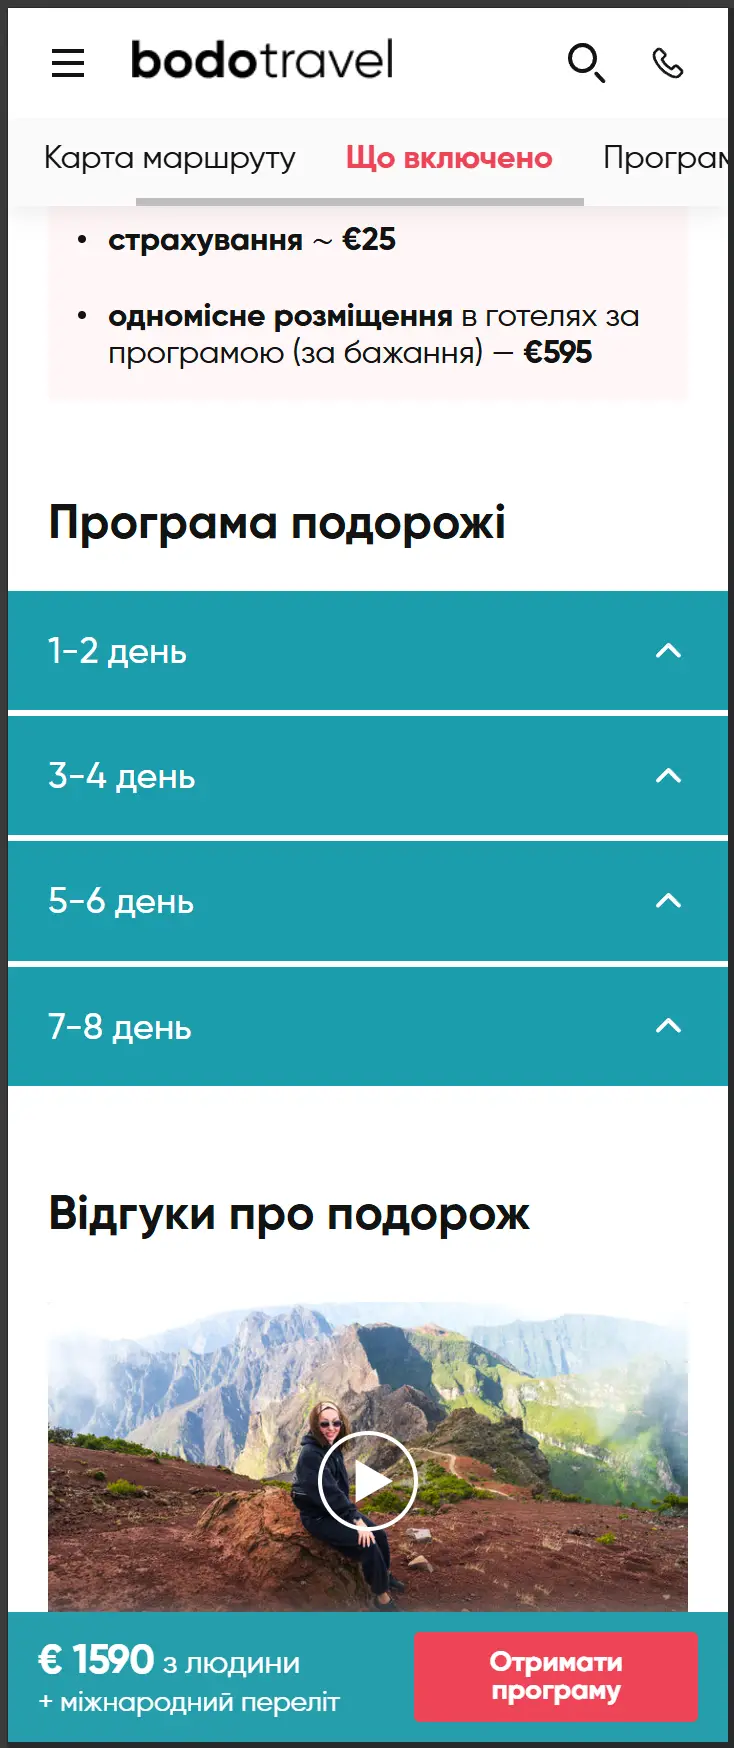 bodotravel
Карта маршруту Що включено Програм
• страхування ~ €25
• одномісне розміщення в готелях за
програмою (за бажання) — €595
Програма подорожі
1-2 день
3-4 день
5-6 день
7-8 день
Відгуки про подорож
€ 1590 з людини
+ міжнародний переліт
Отримати
програму